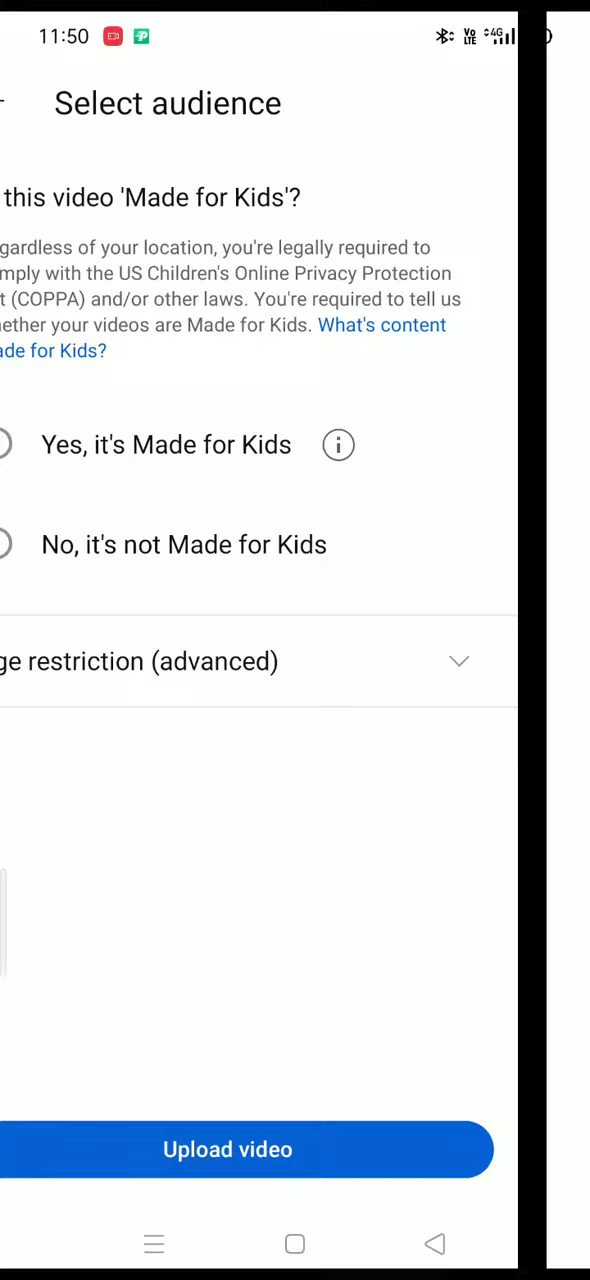 11:50
Vo LTE 4G
Select audience
this video 'Made for Kids'?
gardless of your location, you're legally required to
mply with the US Children's Online Privacy Protection
t (COPPA) and/or other laws. You're required to tell us
ether your videos are Made for Kids. What's content
ade for Kids?
Yes, it's Made for Kids
No, it's not Made for Kids
ge restriction (advanced)
Upload video